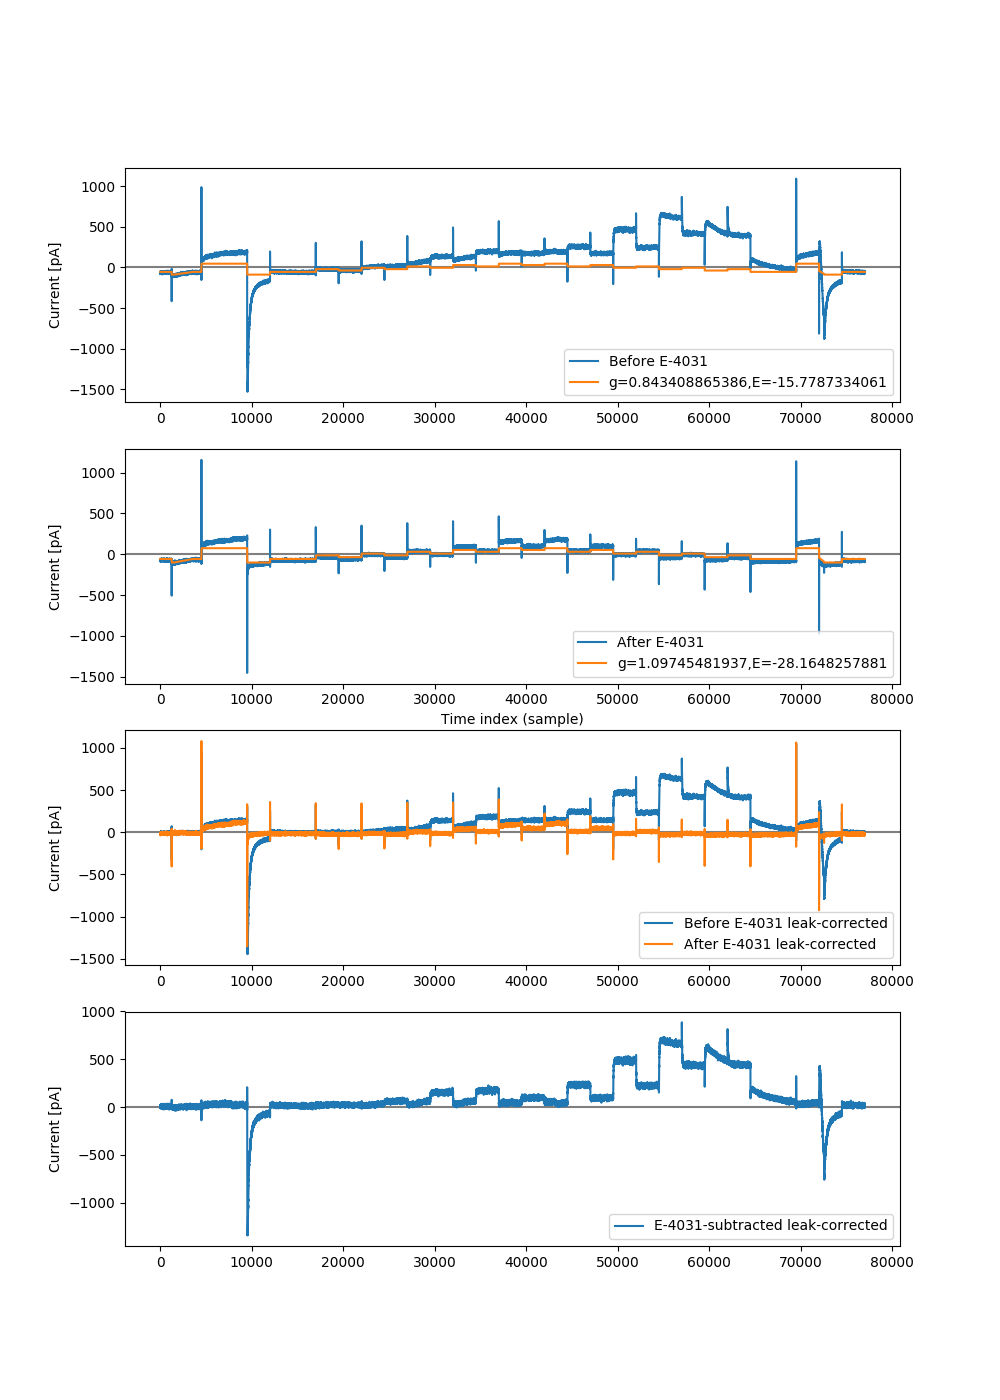 1000
500
0
−500
−1000
−1500
Current [pA]
Before E-4031
g=0.843408865386,E=-15.7787334061
0 10000 20000 30000 40000 50000 60000 70000 80000
1000
500
0
−500
−1000
−1500
Current [pA]
After E-4031
g=1.09745481937,E=-28.1648257881
0 10000 20000 30000 40000 50000 60000 70000 80000
Time index (sample)
1000
500
0
−500
−1000
−1500
Current [pA]
Before E-4031 leak-corrected
After E-4031 leak-corrected
0 10000 20000 30000 40000 50000 60000 70000 80000
1000
500
0
−500
−1000
Current [pA]
E-4031-subtracted leak-corrected
0 10000 20000 30000 40000 50000 60000 70000 80000